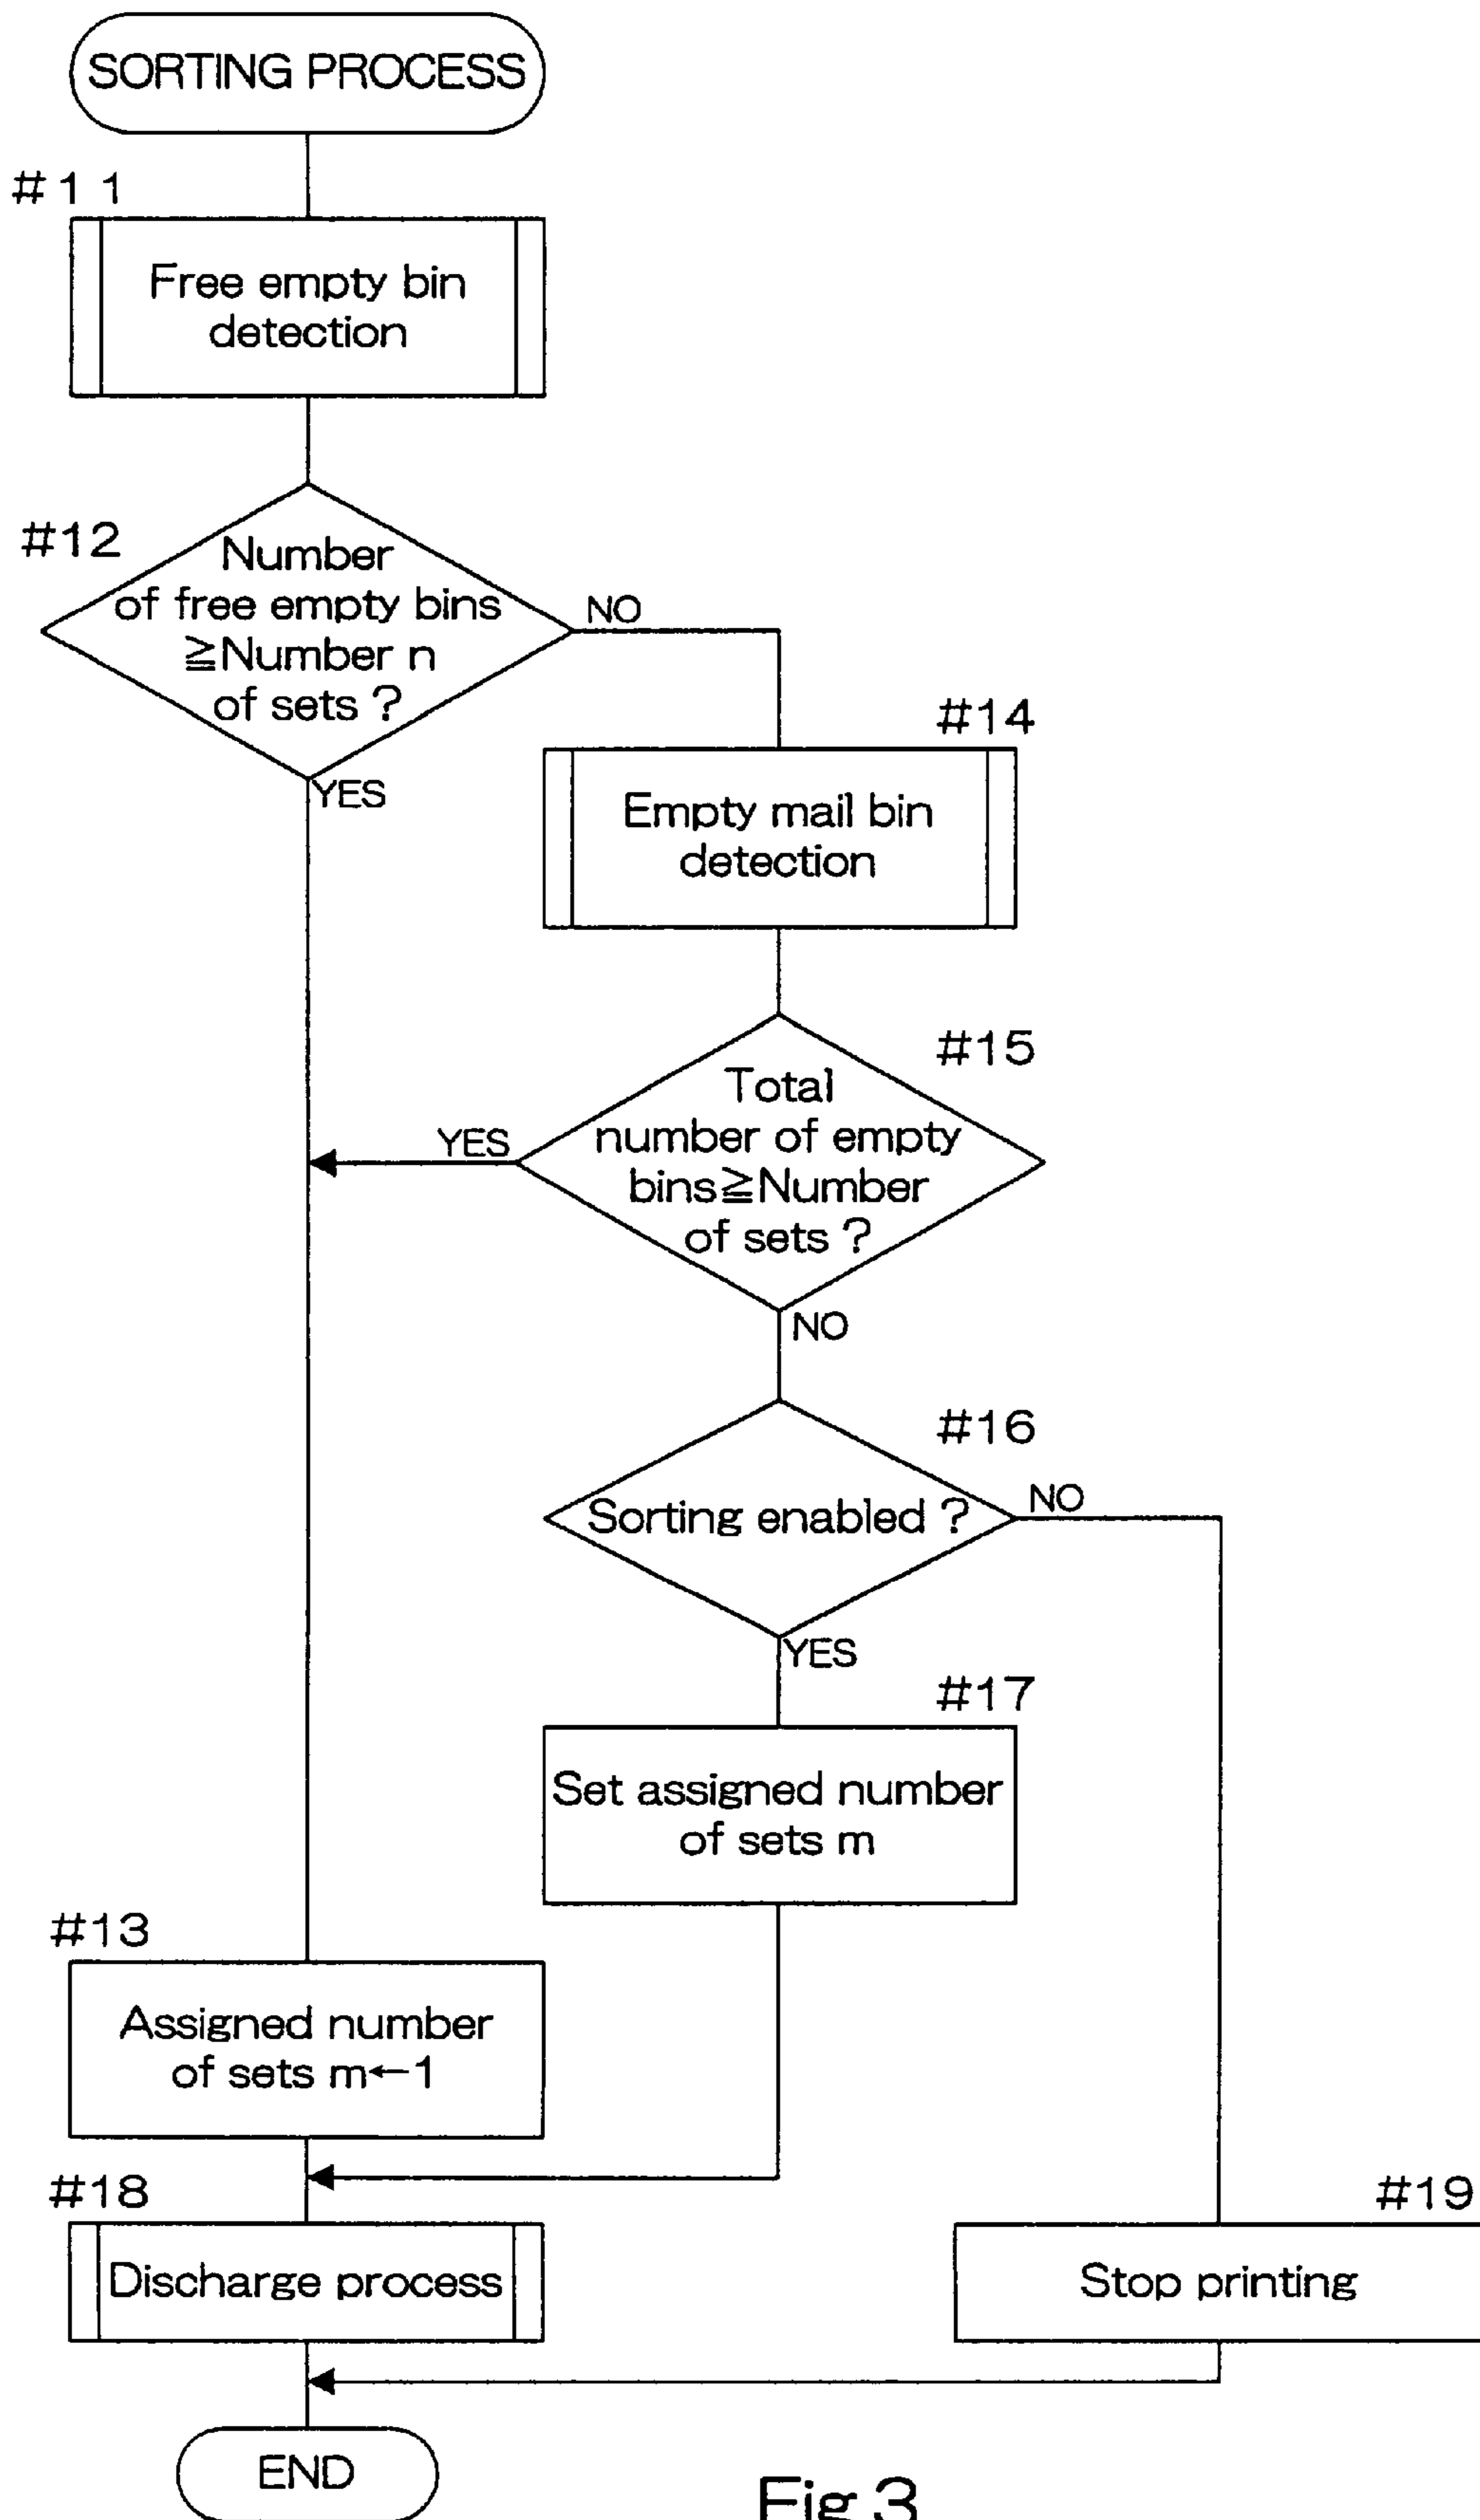 SORTING PROCESS
#11
Free empty bin
detection
#12
Number
of free empty bins
≧Number n
of sets ?
NO
YES
#14
Empty mail bin
detection
#15
Total
number of empty
bins≧Number
of sets ?
YES
NO
#16
Sorting enabled ?
NO
YES
#17
Set assigned number
of sets m
#13
Assigned number
of sets m←1
#18
Discharge process
#19
Stop printing
END
Fig.3